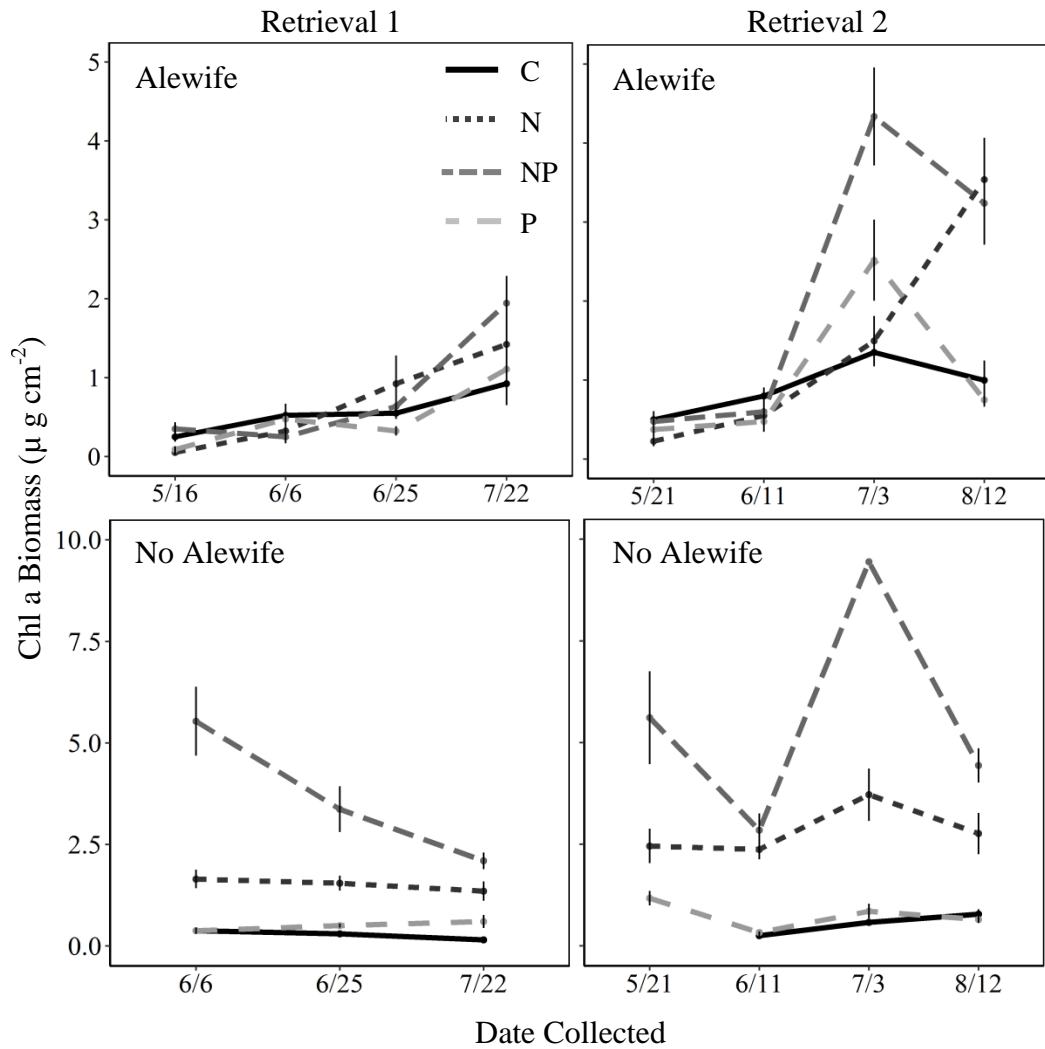 Retrieval 1
Retrieval 2
Chl a Biomass (µ g cm-2)
Alewife
C
N
NP
P
5
4
3
2
1
0
5/16 6/6 6/25 7/22
Alewife
5/21 6/11 7/3 8/12
No Alewife
10.0
7.5
5.0
2.5
0.0
6/6 6/25 7/22
No Alewife
5/21 6/11 7/3 8/12
Date Collected